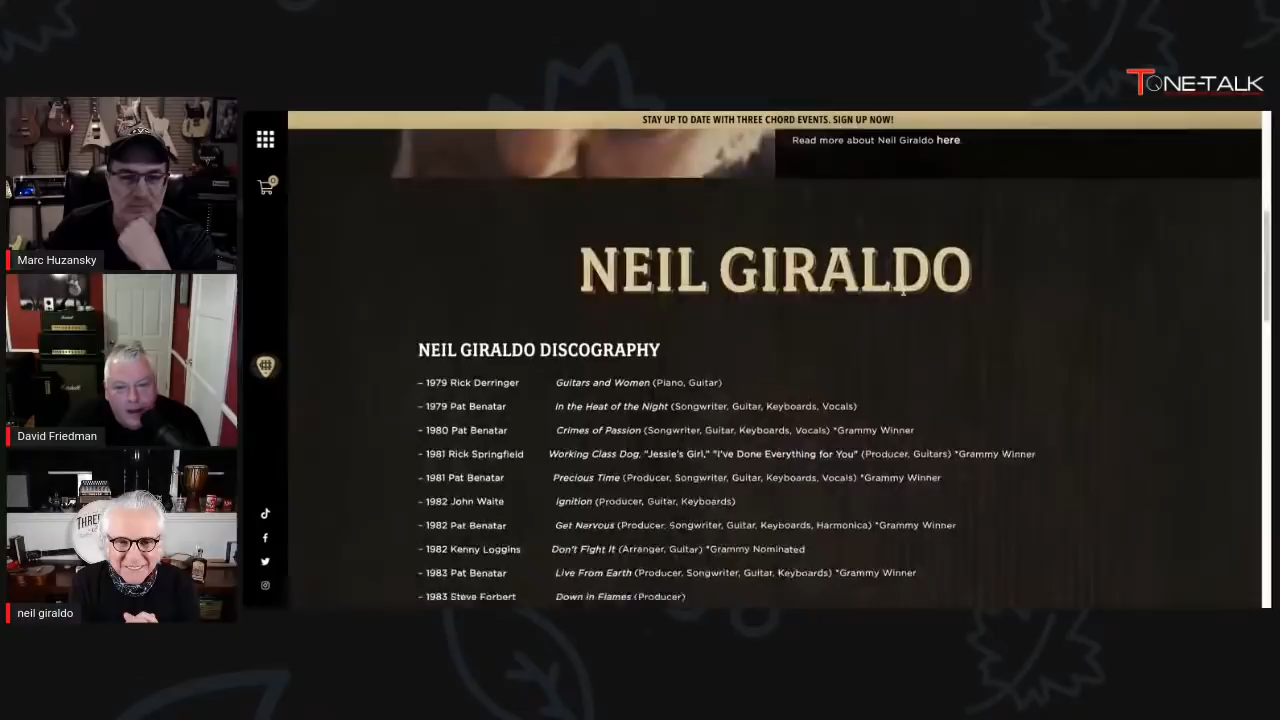 TONE-TALK
STAY UP TO DATE WITH THREE CHORD EVENTS. SIGN UP NOW!
Read more about Neil Giraldo here
0
Marc Huzansky
NEIL GIRALDO
NEIL GIRALDO DISCOGRAPHY
– 1979 Rick Derringer Guitars and Women (Piano, Guitar)
– 1979 Pat Benatar In the Heat of the Night (Songwriter, Guitar, Keyboards, Vocals)
– 1980 Pat Benatar Crimes of Passion (Songwriter, Guitar, Keyboards, Vocals) *Grammy Winner
– 1981 Rick Springfield Working Class Dog, "Jessie's Girl," "I've Done Everything for You" (Producer, Guitars) *Grammy Winner
– 1981 Pat Benatar Precious Time (Producer, Songwriter, Guitar, Keyboards, Vocals) *Grammy Winner
– 1982 John Waite Ignition (Producer, Guitar, Keyboards)
– 1982 Pat Benatar Get Nervous (Producer, Songwriter, Guitar, Keyboards, Harmonica) *Grammy Winner
– 1982 Kenny Loggins Don't Fight It (Arranger, Guitar) *Grammy Nominated
– 1983 Pat Benatar Live From Earth (Producer, Songwriter, Guitar, Keyboards) *Grammy Winner
– 1983 Steve Forbert Down in Flames (Producer)
David Friedman
THREE
neil giraldo